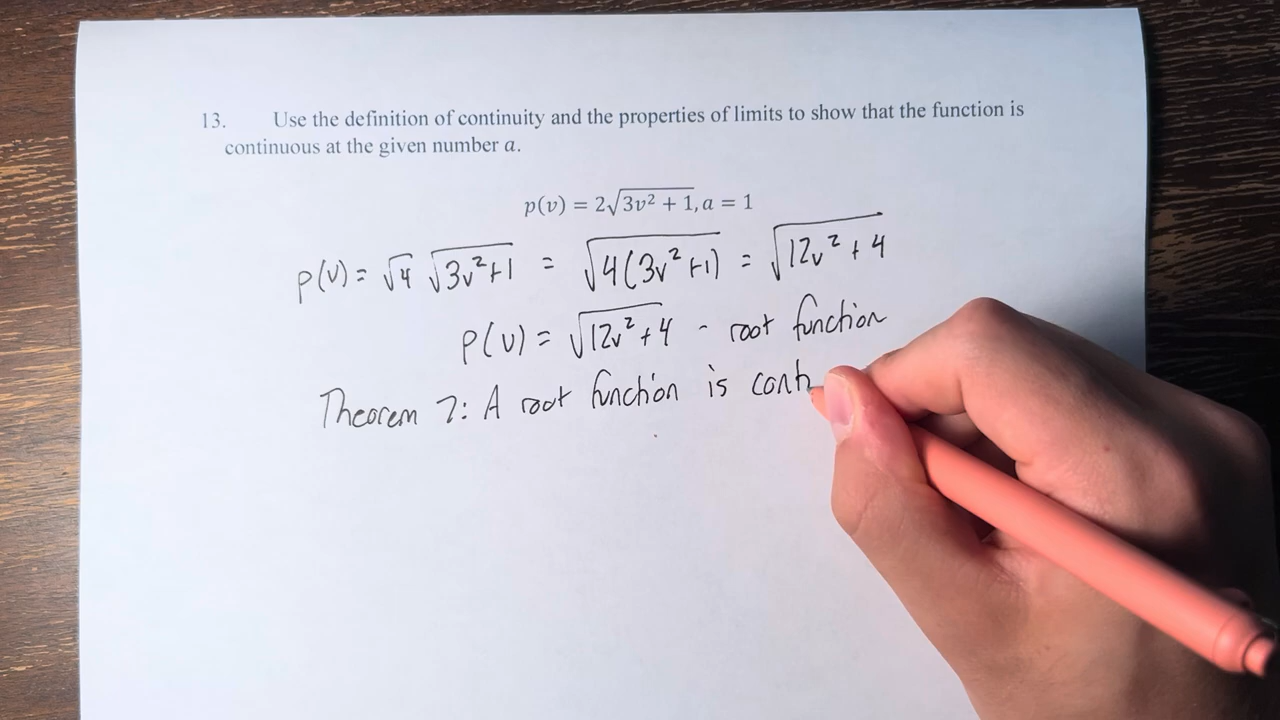 13. Use the definition of continuity and the properties of limits to show that the function is
continuous at the given number a.
p(v) = 2√(3v² + 1), a = 1
P(v) = √4 √(3v²+1) = √(4(3v²+1)) = √(12v² + 4)
P(v) = √(12v²+4) - root function
Theorem 7: A root function is cont